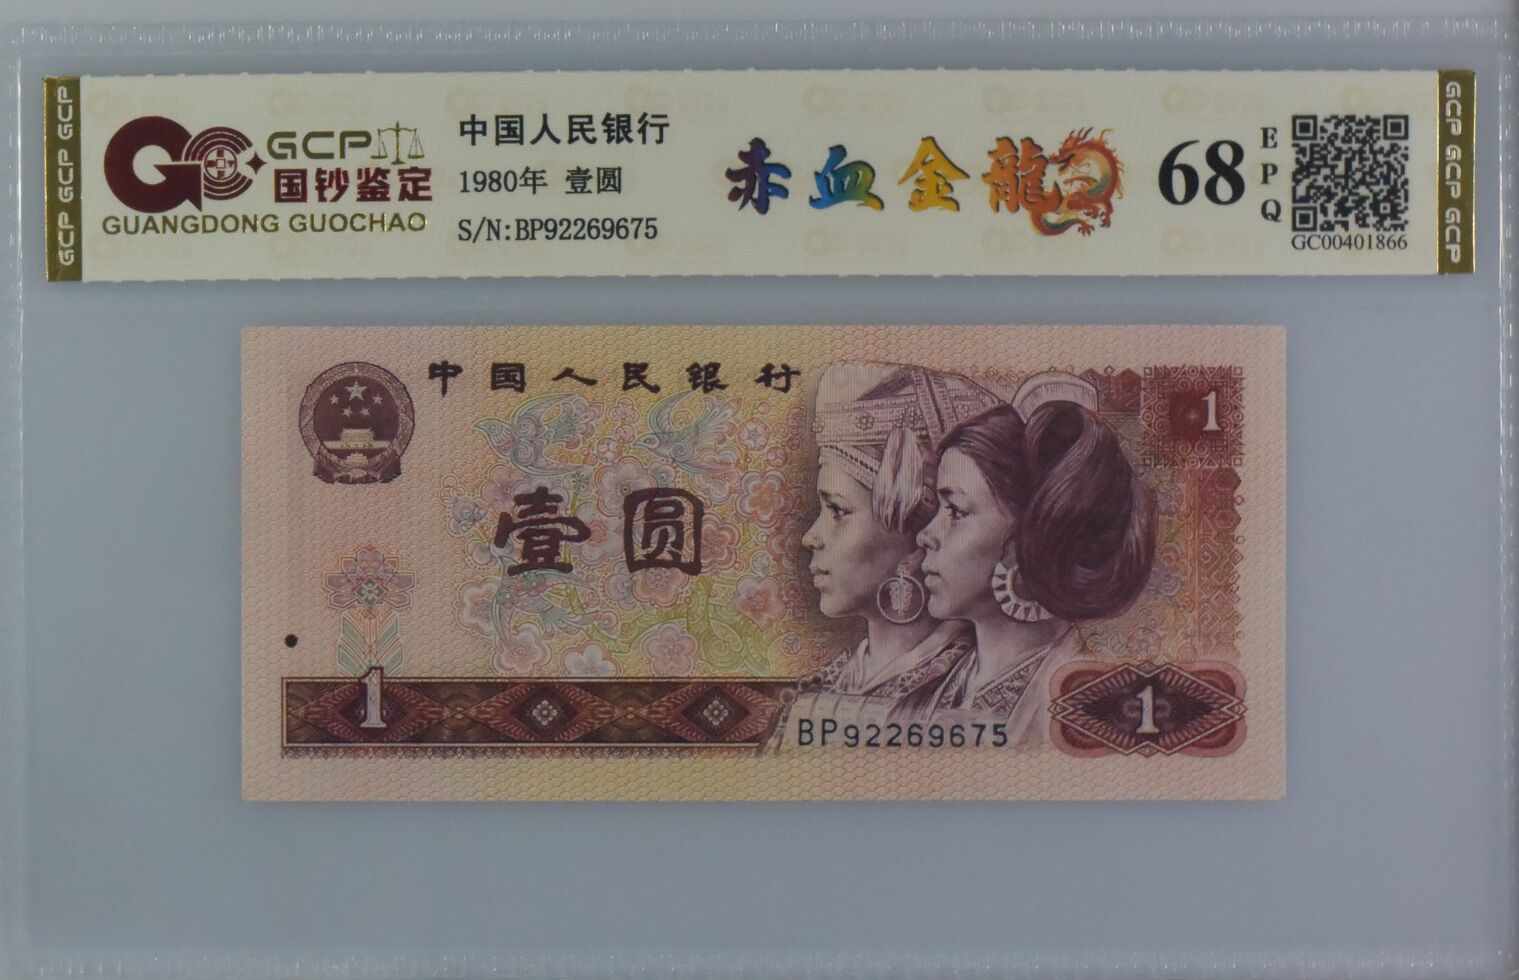 GCP GCP GCP
GCP
国钞鉴定
GUANGDONG GUOCHAO
中国人民银行
1980年 壹圆
S/N:BP92269675
赤血金龍
68
EPQ
GC00401866
GCP GCP GCP
中国人民银行
1
壹圆
1
BP92269675
1